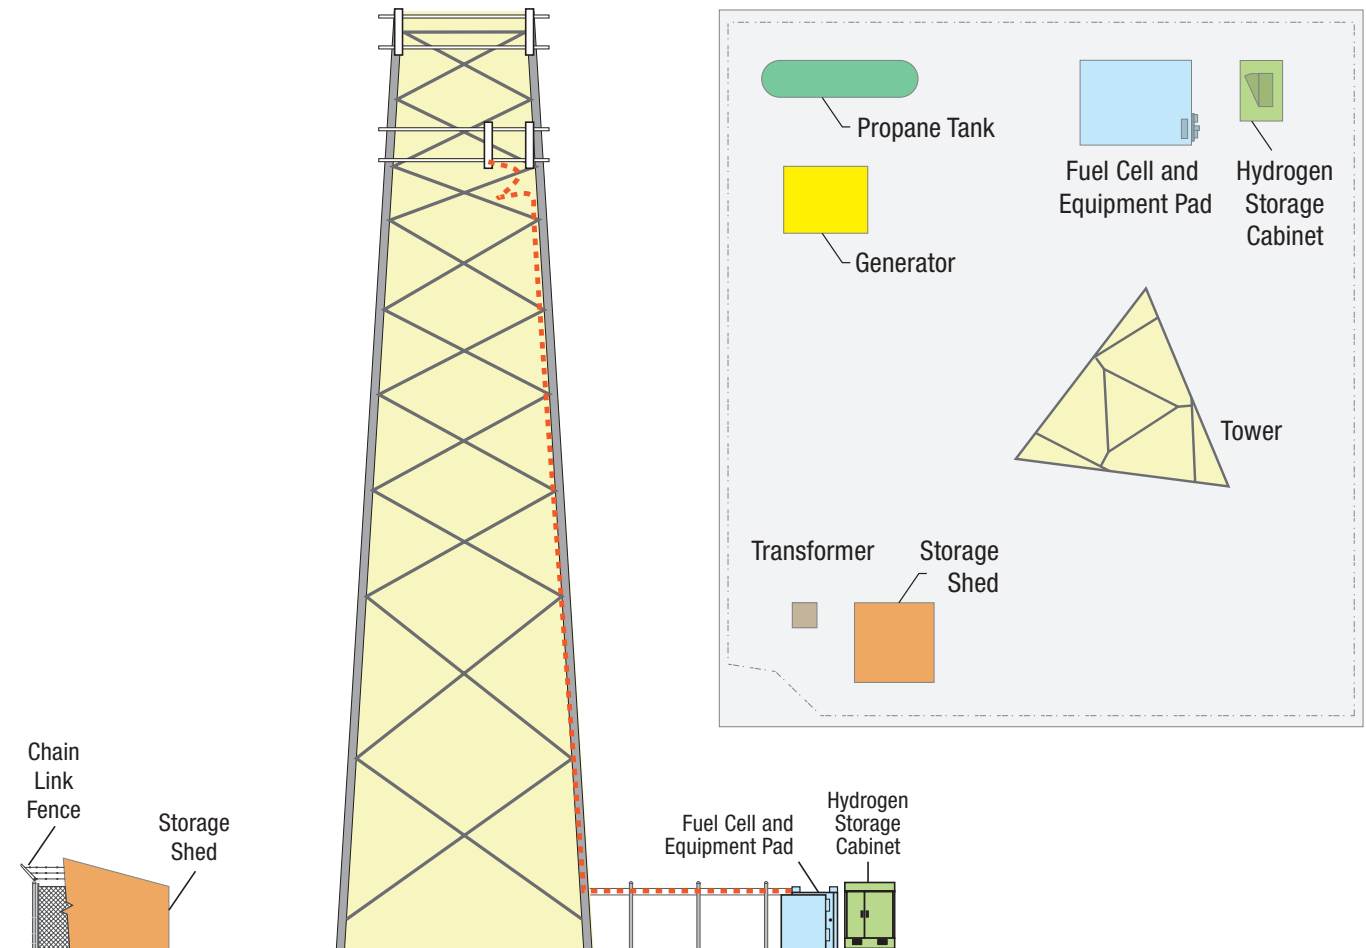 Propane Tank
Fuel Cell and
Equipment Pad
Hydrogen
Storage
Cabinet
Generator
Tower
Transformer
Storage
Shed
Chain
Link
Fence
Storage
Shed
Fuel Cell and
Equipment Pad
Hydrogen
Storage
Cabinet